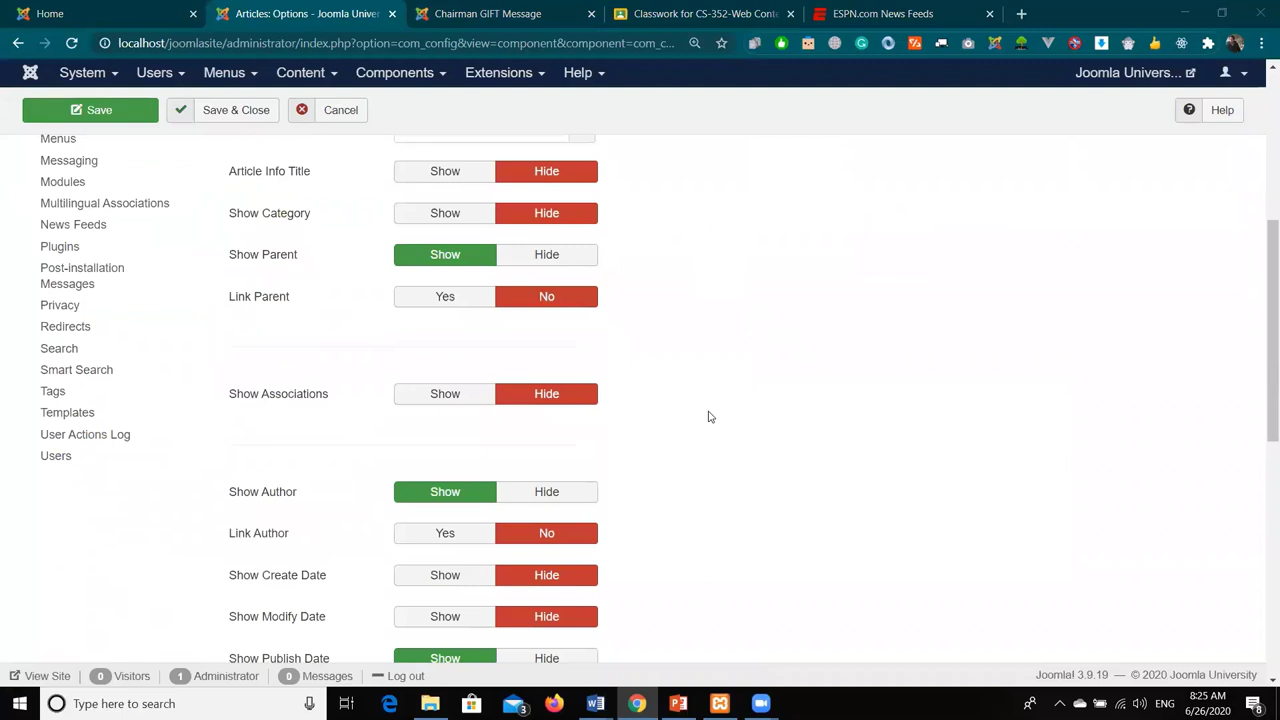 Home
Articles: Options - Joomla Univer
Chairman GIFT Message
Classwork for CS-352-Web Conte
ESPN.com News Feeds
localhost/joomlasite/administrator/index.php?option=com_config&view=component&component=com_c...
System
Users
Menus
Content
Components
Extensions
Help
Joomla Univers...
Save
Save & Close
Cancel
Help
Menus
Messaging
Modules
Multilingual Associations
News Feeds
Plugins
Post-installation
Messages
Privacy
Redirects
Search
Smart Search
Tags
Templates
User Actions Log
Users
Article Info Title Show Hide
Show Category Show Hide
Show Parent Show Hide
Link Parent Yes No
Show Associations Show Hide
Show Author Show Hide
Link Author Yes No
Show Create Date Show Hide
Show Modify Date Show Hide
Show Publish Date Show Hide
View Site 0 Visitors 1 Administrator 0 Messages Log out
Joomla! 3.9.19 — © 2020 Joomla University
Type here to search
3
ENG
8:25 AM
6/26/2020
8